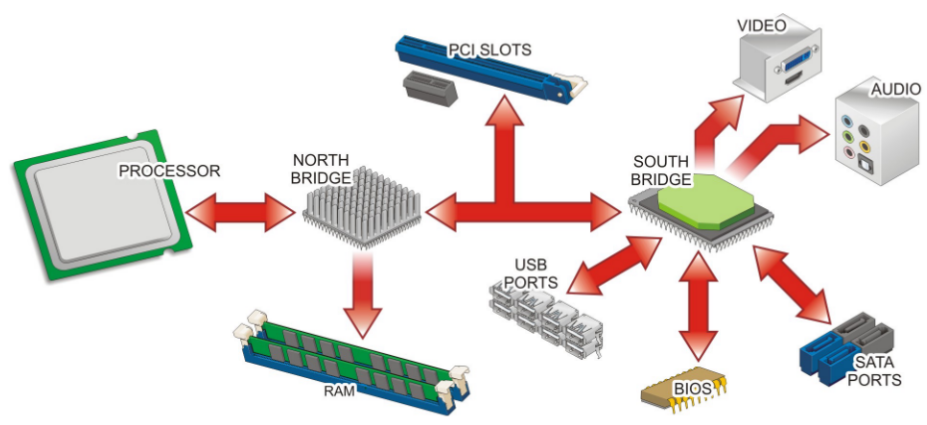 VIDEO
PCI SLOTS
AUDIO
PROCESSOR
NORTH
BRIDGE
SOUTH
BRIDGE
USB
PORTS
RAM
BIOS
SATA
PORTS